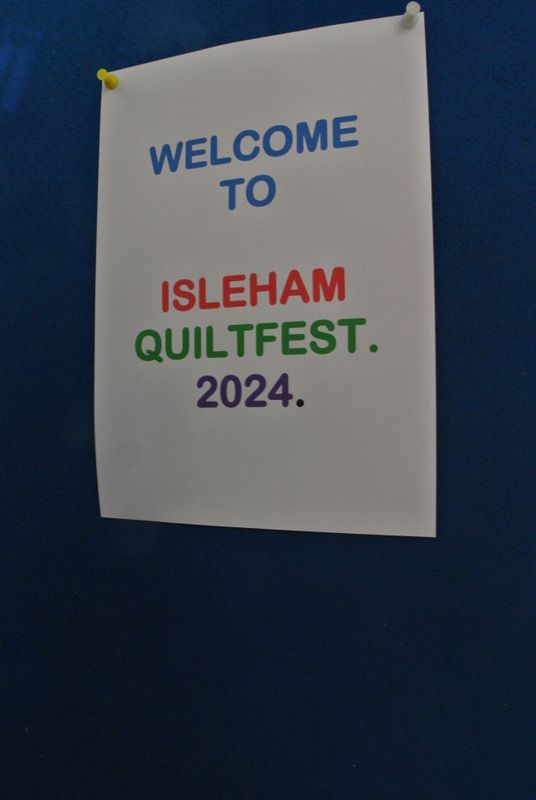 WELCOME
TO
ISLEHAM
QUILTFEST.
2024.